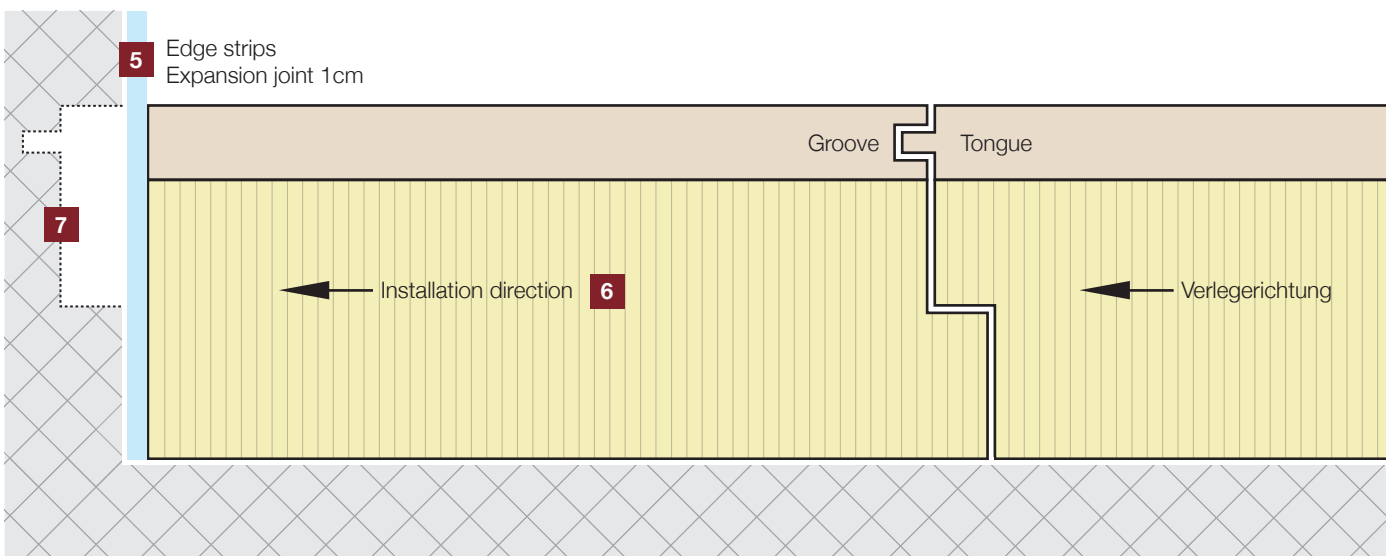 5
Edge strips
Expansion joint 1cm
Groove
Tongue
7
Installation direction
6
Verlegerichtung